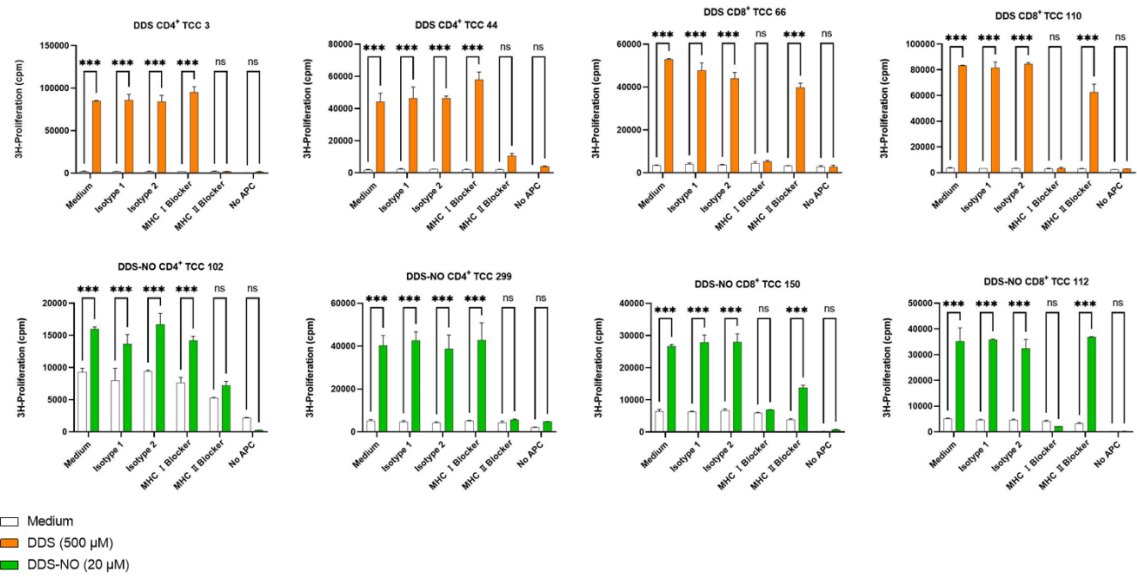 DDS CD4⁺ TCC 3
*** *** *** *** ns ns
3H-Proliferation (cpm)
150000
100000
50000
0
Medium
Isotype 1
Isotype 2
MHC Ⅰ Blocker
MHC Ⅱ Blocker
No APC
DDS CD4⁺ TCC 44
*** *** *** *** ns ns
3H-Proliferation (cpm)
80000
60000
40000
20000
0
Medium
Isotype 1
Isotype 2
MHC Ⅰ Blocker
MHC Ⅱ Blocker
No APC
DDS CD8⁺ TCC 66
*** *** *** ns *** ns
3H-Proliferation (cpm)
60000
40000
20000
0
Medium
Isotype 1
Isotype 2
MHC Ⅰ Blocker
MHC Ⅱ Blocker
No APC
DDS CD8⁺ TCC 110
*** *** *** ns *** ns
3H-Proliferation (cpm)
100000
80000
60000
40000
20000
0
Medium
Isotype 1
Isotype 2
MHC Ⅰ Blocker
MHC Ⅱ Blocker
No APC
DDS-NO CD4⁺ TCC 102
*** *** *** *** ns ns
3H-Proliferation (cpm)
20000
15000
10000
5000
0
Medium
Isotype 1
Isotype 2
MHC Ⅰ Blocker
MHC Ⅱ Blocker
No APC
DDS-NO CD4⁺ TCC 299
*** *** *** *** ns ns
3H-Proliferation (cpm)
60000
40000
20000
0
Medium
Isotype 1
Isotype 2
MHC Ⅰ Blocker
MHC Ⅱ Blocker
No APC
DDS-NO CD8⁺ TCC 150
*** *** *** ns *** ns
3H-Proliferation (cpm)
40000
30000
20000
10000
0
Medium
Isotype 1
Isotype 2
MHC Ⅰ Blocker
MHC Ⅱ Blocker
No APC
DDS-NO CD8⁺ TCC 112
*** *** *** ns *** ns
3H-Proliferation (cpm)
50000
40000
30000
20000
10000
0
Medium
Isotype 1
Isotype 2
MHC Ⅰ Blocker
MHC Ⅱ Blocker
No APC
Medium
DDS (500 µM)
DDS-NO (20 µM)